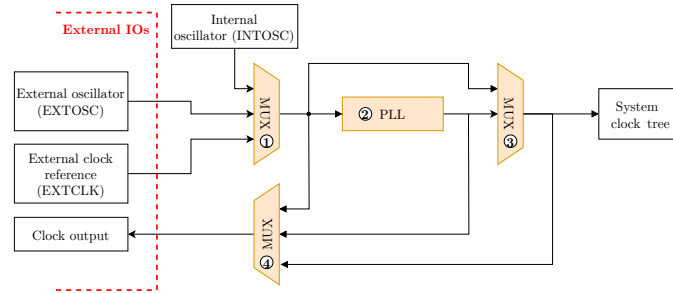 External IOs
Internal
oscillator (INTOSC)
External oscillator
(EXTOSC)
External clock
reference
(EXTCLK)
Clock output
MUX
①
② PLL
MUX
③
System
clock tree
MUX
④